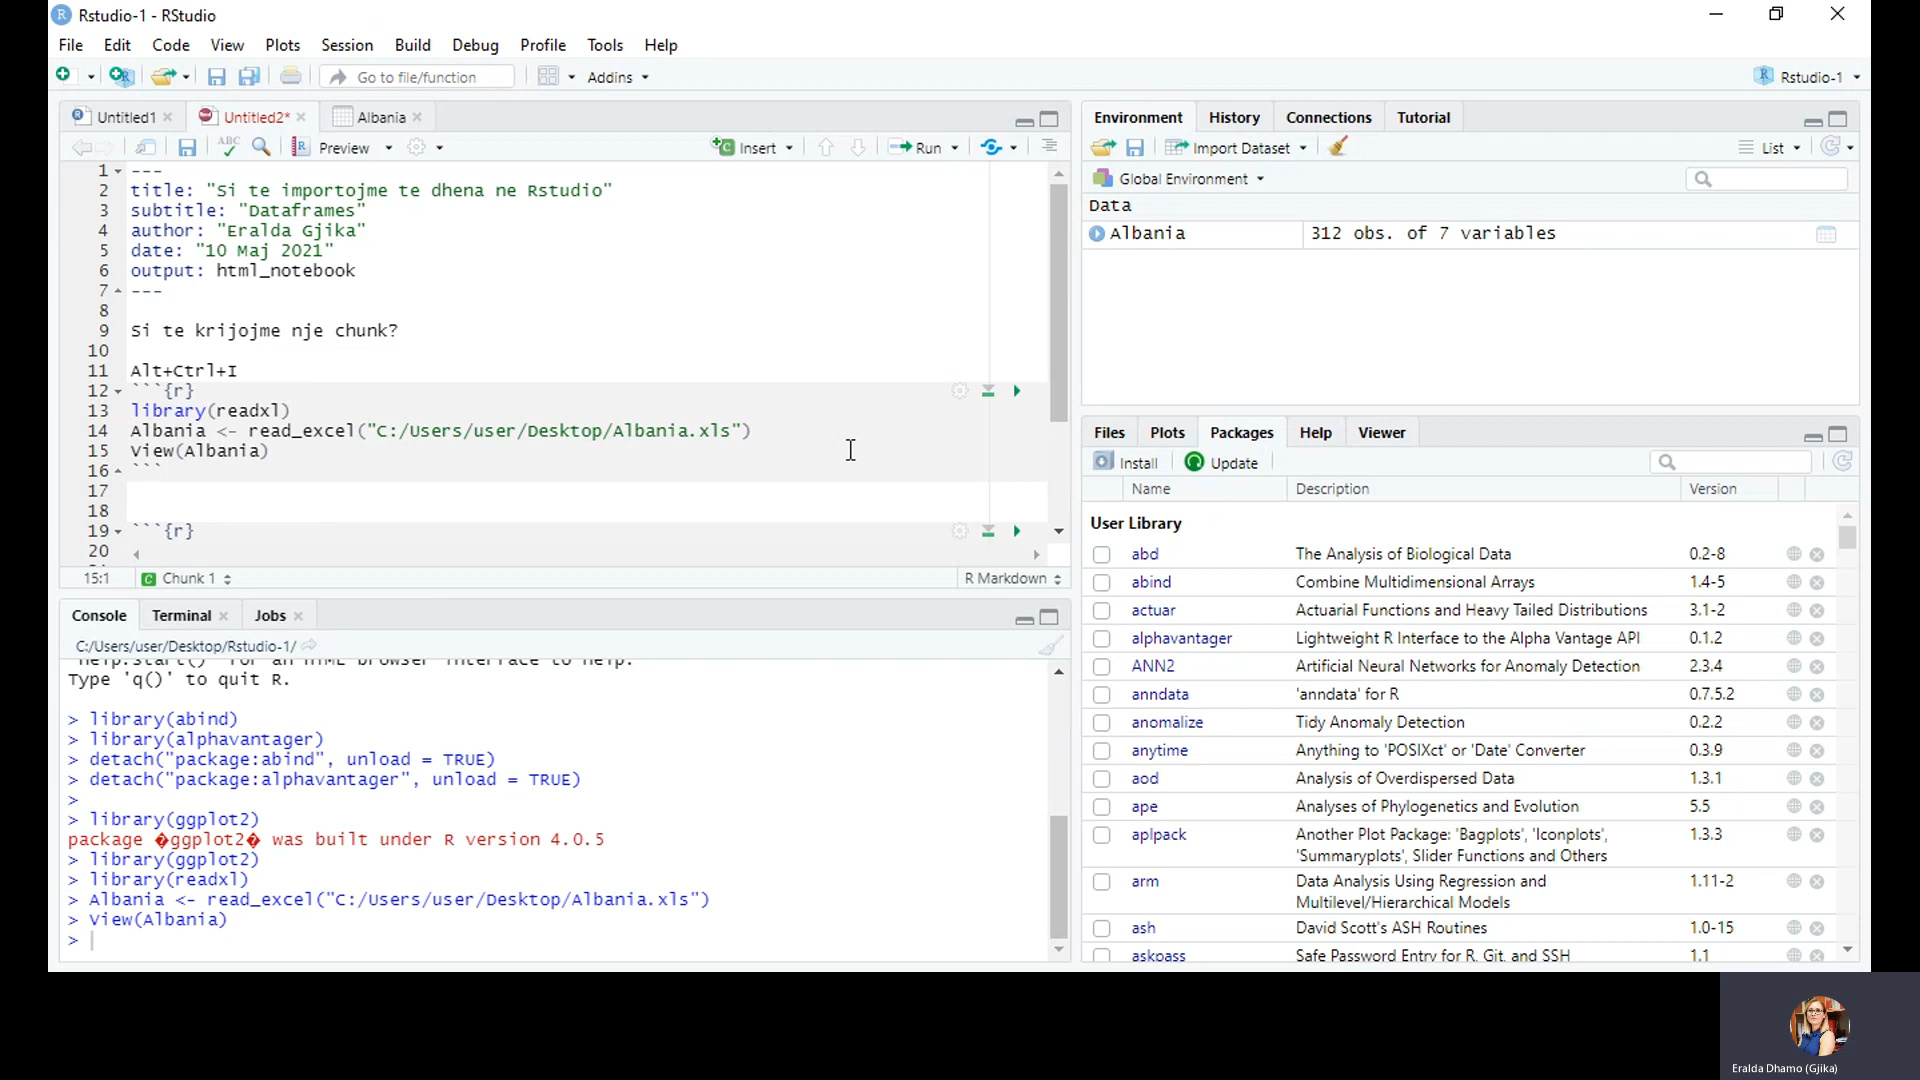 Rstudio-1 - RStudio
File Edit Code View Plots Session Build Debug Profile Tools Help
Go to file/function Addins Rstudio-1
Untitled1 Untitled2* Albania
ABC Preview Insert Run
1 ---
2 title: "Si te importojme te dhena ne Rstudio"
3 subtitle: "Dataframes"
4 author: "Eralda Gjika"
5 date: "10 Maj 2021"
6 output: html_notebook
7 ---
8
9 Si te krijojme nje chunk?
10
11 Alt+Ctrl+I
12 ```{r}
13 library(readxl)
14 Albania <- read_excel("C:/Users/user/Desktop/Albania.xls")
15 View(Albania)
16 ```
17
18
19 ```{r}
20
15:1 Chunk 1 R Markdown
Console Terminal Jobs
C:/Users/user/Desktop/Rstudio-1/
'help.start()' for an HTML browser interface to help.
Type 'q()' to quit R.
> library(abind)
> library(alphavantager)
> detach("package:abind", unload = TRUE)
> detach("package:alphavantager", unload = TRUE)
>
> library(ggplot2)
package �ggplot2� was built under R version 4.0.5
> library(ggplot2)
> library(readxl)
> Albania <- read_excel("C:/Users/user/Desktop/Albania.xls")
> View(Albania)
>
Environment History Connections Tutorial
Import Dataset List
Global Environment
Data
Albania 312 obs. of 7 variables
Files Plots Packages Help Viewer
Install Update
Name Description Version
User Library
abd The Analysis of Biological Data 0.2-8
abind Combine Multidimensional Arrays 1.4-5
actuar Actuarial Functions and Heavy Tailed Distributions 3.1-2
alphavantager Lightweight R Interface to the Alpha Vantage API 0.1.2
ANN2 Artificial Neural Networks for Anomaly Detection 2.3.4
anndata 'anndata' for R 0.7.5.2
anomalize Tidy Anomaly Detection 0.2.2
anytime Anything to 'POSIXct' or 'Date' Converter 0.3.9
aod Analysis of Overdispersed Data 1.3.1
ape Analyses of Phylogenetics and Evolution 5.5
aplpack Another Plot Package: 'Bagplots', 'Iconplots', 1.3.3
'Summaryplots', Slider Functions and Others
arm Data Analysis Using Regression and 1.11-2
Multilevel/Hierarchical Models
ash David Scott's ASH Routines 1.0-15
askpass Safe Password Entry for R, Git, and SSH 1.1
Eralda Dhamo (Gjika)